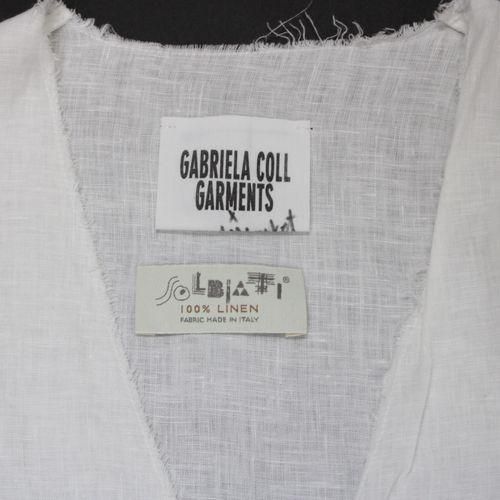 GABRIELA COLL
GARMENTS
x
SOLBIATI®
100% LINEN
FABRIC MADE IN ITALY